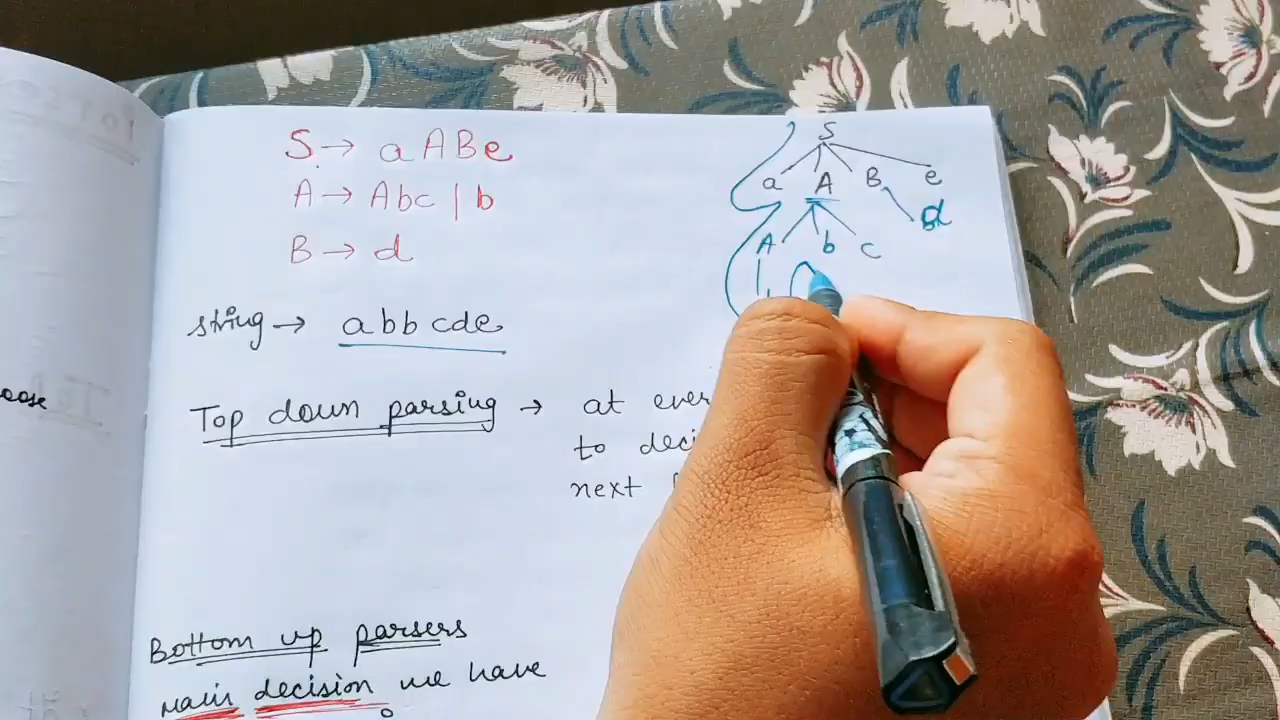 S → aABe
A → Abc | b
B → d
string → abbcde
Top down parsing → at ever
to deci
next
Bottom up parsers
main decision we have
oose
S
a A B e
d
A b c